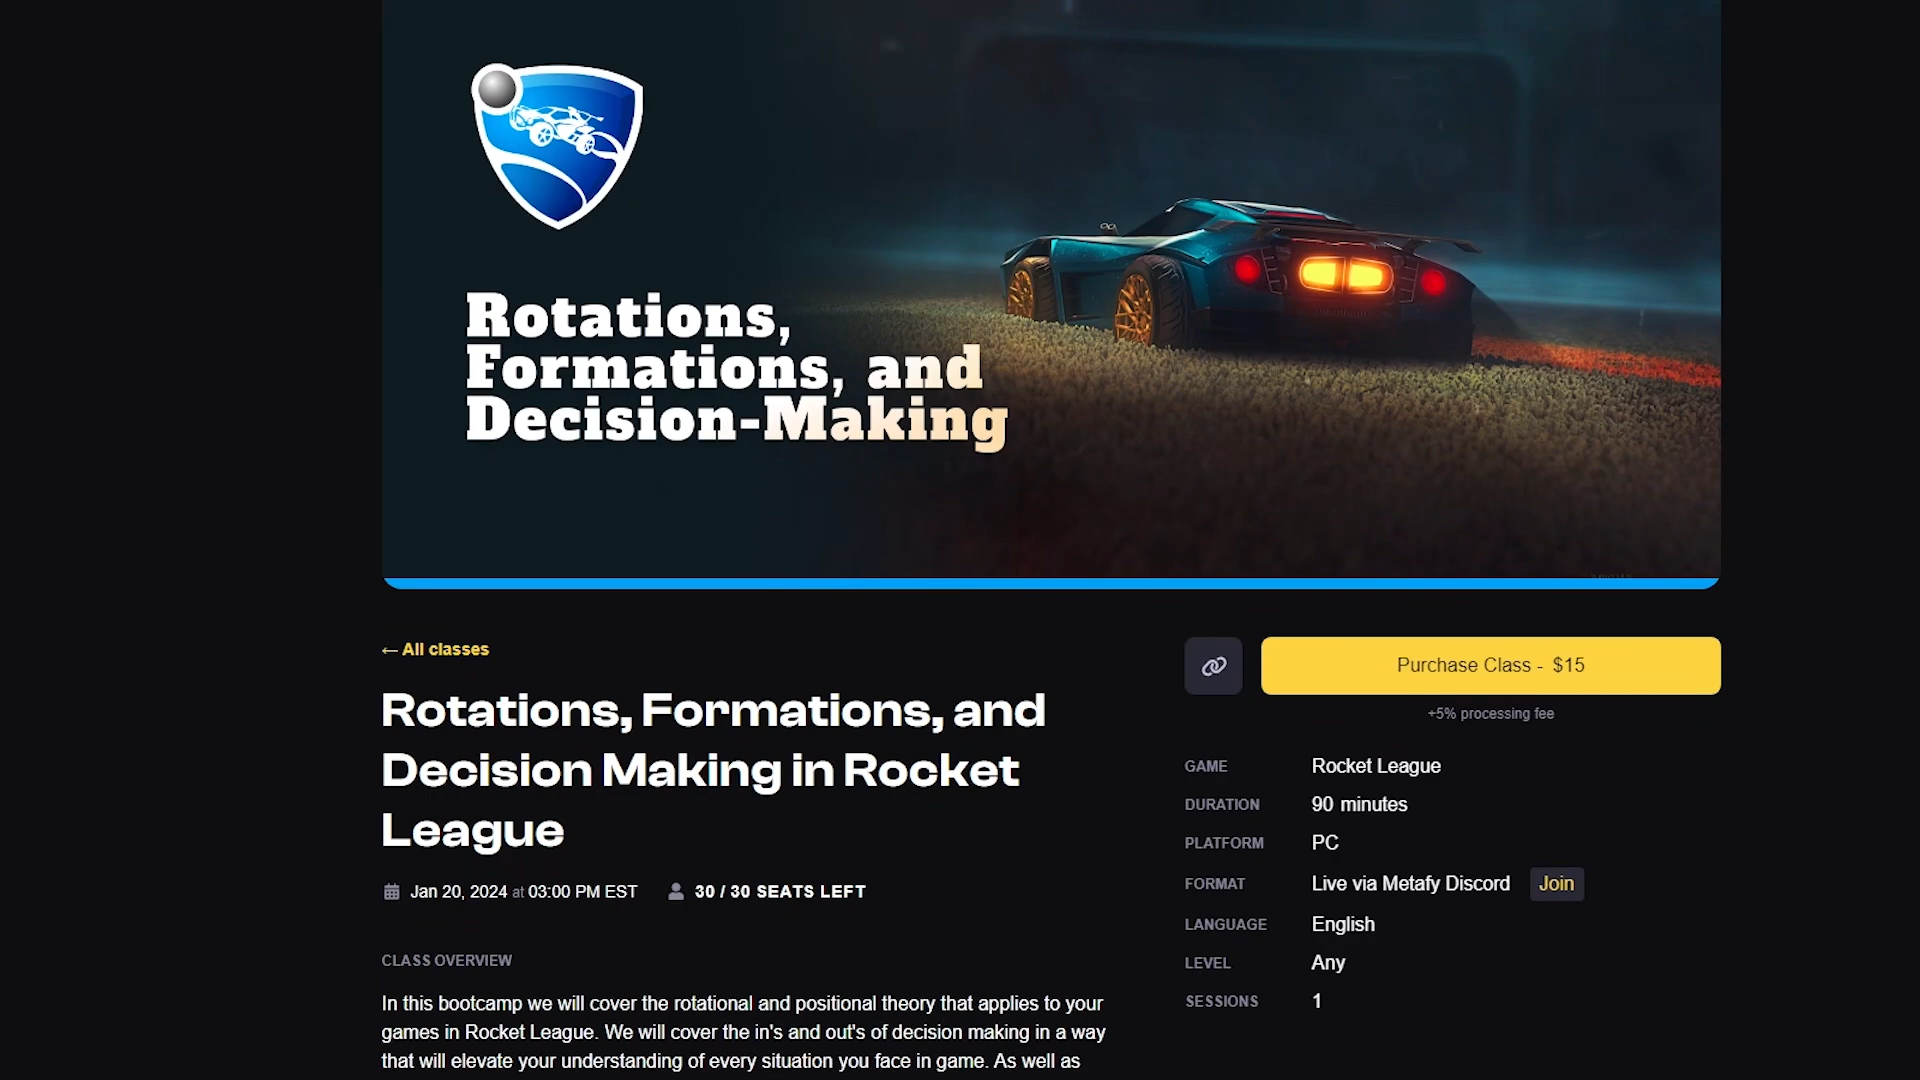 Rotations,
Formations, and
Decision-Making
← All classes
Rotations, Formations, and
Decision Making in Rocket
League
Jan 20, 2024 at 03:00 PM EST
30 / 30 SEATS LEFT
CLASS OVERVIEW
In this bootcamp we will cover the rotational and positional theory that applies to your
games in Rocket League. We will cover the in's and out's of decision making in a way
that will elevate your understanding of every situation you face in game. As well as
Purchase Class - $15
+5% processing fee
GAME Rocket League
DURATION 90 minutes
PLATFORM PC
FORMAT Live via Metafy Discord Join
LANGUAGE English
LEVEL Any
SESSIONS 1